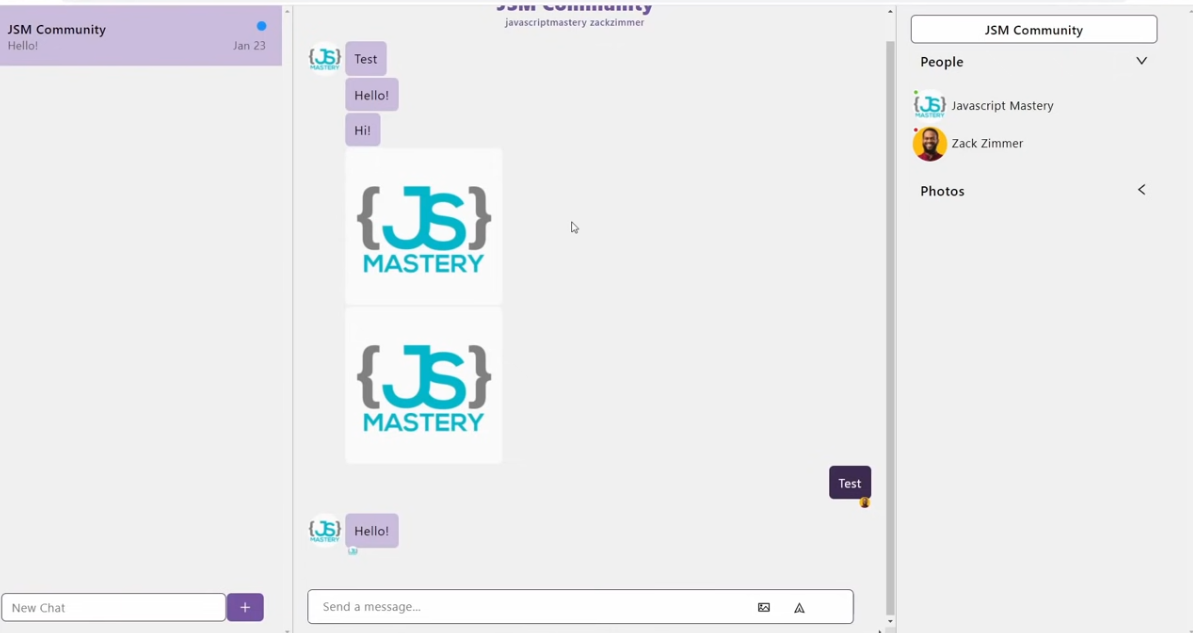 JSM Community
Hello!
Jan 23
New Chat
+
JSM Community
javascriptmastery zackzimmer
{JS}
MASTERY
Test
Hello!
Hi!
{JS}
MASTERY
{JS}
MASTERY
Test
{JS}
MASTERY
Hello!
Send a message...
JSM Community
People
{JS}
MASTERY
Javascript Mastery
Zack Zimmer
Photos